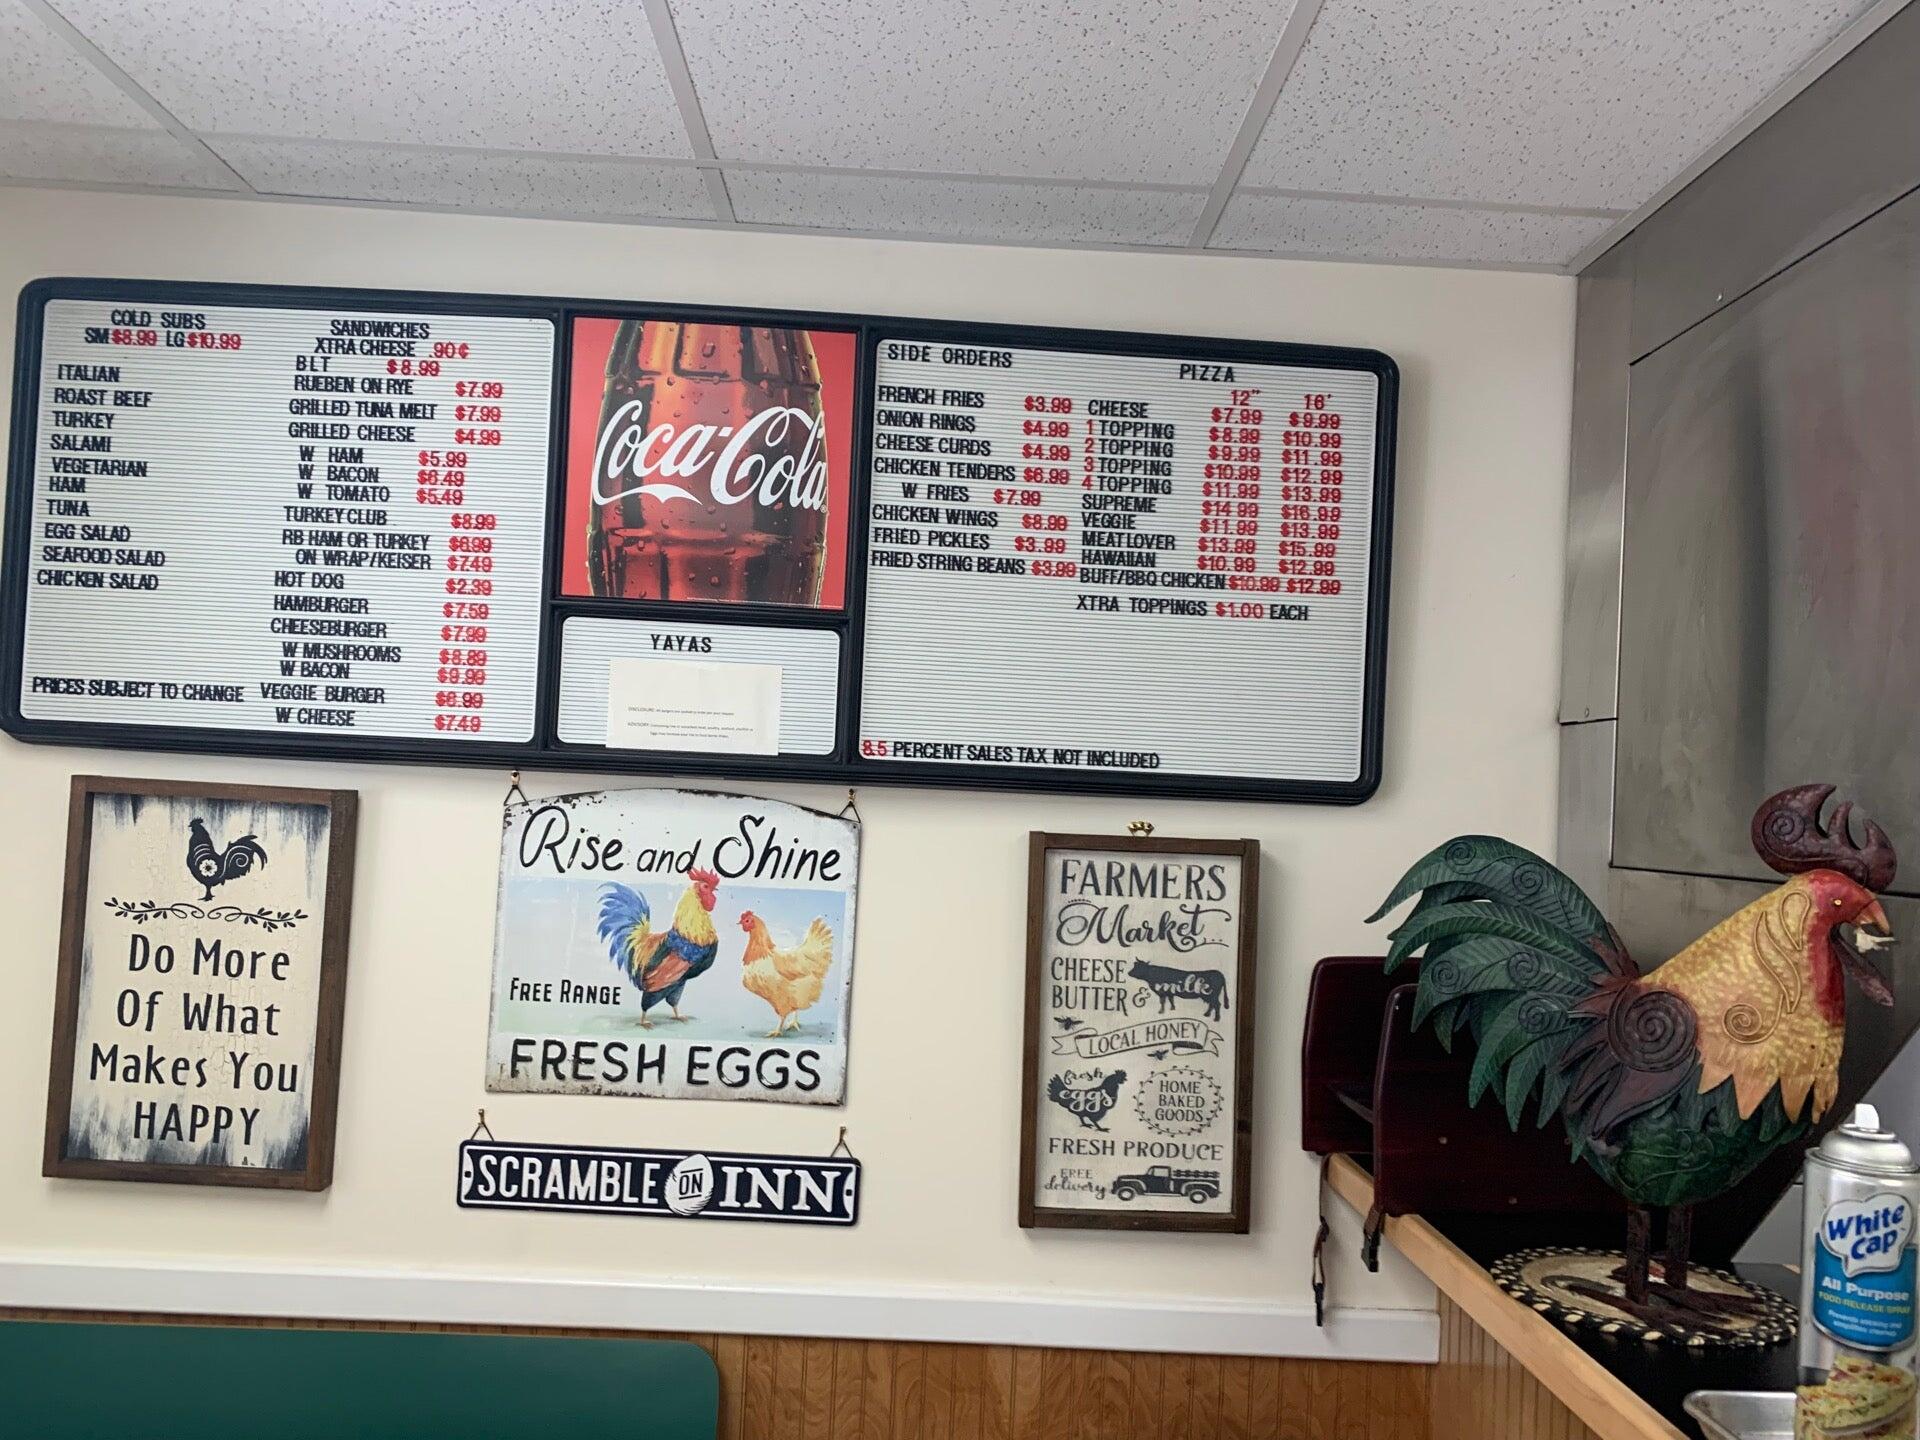 COLD SUBS
SM $8.99 LG $10.99
ITALIAN
ROAST BEEF
TURKEY
SALAMI
VEGETARIAN
HAM
TUNA
EGG SALAD
SEAFOOD SALAD
CHICKEN SALAD
PRICES SUBJECT TO CHANGE
SANDWICHES
XTRA CHEESE .90¢
BLT $8.99
RUEBEN ON RYE $7.99
GRILLED TUNA MELT $7.99
GRILLED CHEESE $4.99
W HAM $5.99
W BACON $6.49
W TOMATO $5.49
TURKEY CLUB $8.99
RB HAM OR TURKEY $6.99
ON WRAP/KEISER $7.49
HOT DOG $2.39
HAMBURGER $7.59
CHEESEBURGER $7.99
W MUSHROOMS $8.89
W BACON $9.99
VEGGIE BURGER $6.99
W CHEESE $7.49
Coca-Cola
YAYAS
SIDE ORDERS
FRENCH FRIES $3.99
ONION RINGS $4.99
CHEESE CURDS $4.99
CHICKEN TENDERS $6.99
W FRIES $7.99
CHICKEN WINGS $8.99
FRIED PICKLES $3.99
FRIED STRING BEANS $3.99
PIZZA
12" 16'
CHEESE $7.99 $9.99
1 TOPPING $8.99 $10.99
2 TOPPING $9.99 $11.99
3 TOPPING $10.99 $12.99
4 TOPPING $11.99 $13.99
SUPREME $14.99 $16.99
VEGGIE $11.99 $13.99
MEATLOVER $13.99 $15.99
HAWAIIAN $10.99 $12.99
BUFF/BBQ CHICKEN $10.99 $12.99
XTRA TOPPINGS $1.00 EACH
8.5 PERCENT SALES TAX NOT INCLUDED
Do More
Of What
Makes You
HAPPY
Rise and Shine
FREE RANGE
FRESH EGGS
SCRAMBLE ON INN
FARMERS
Market
CHEESE
BUTTER & milk
LOCAL HONEY
fresh
eggs
HOME
BAKED
GOODS
FRESH PRODUCE
FREE
delivery
White
Cap
All Purpose
FOOD RELEASE SPRAY